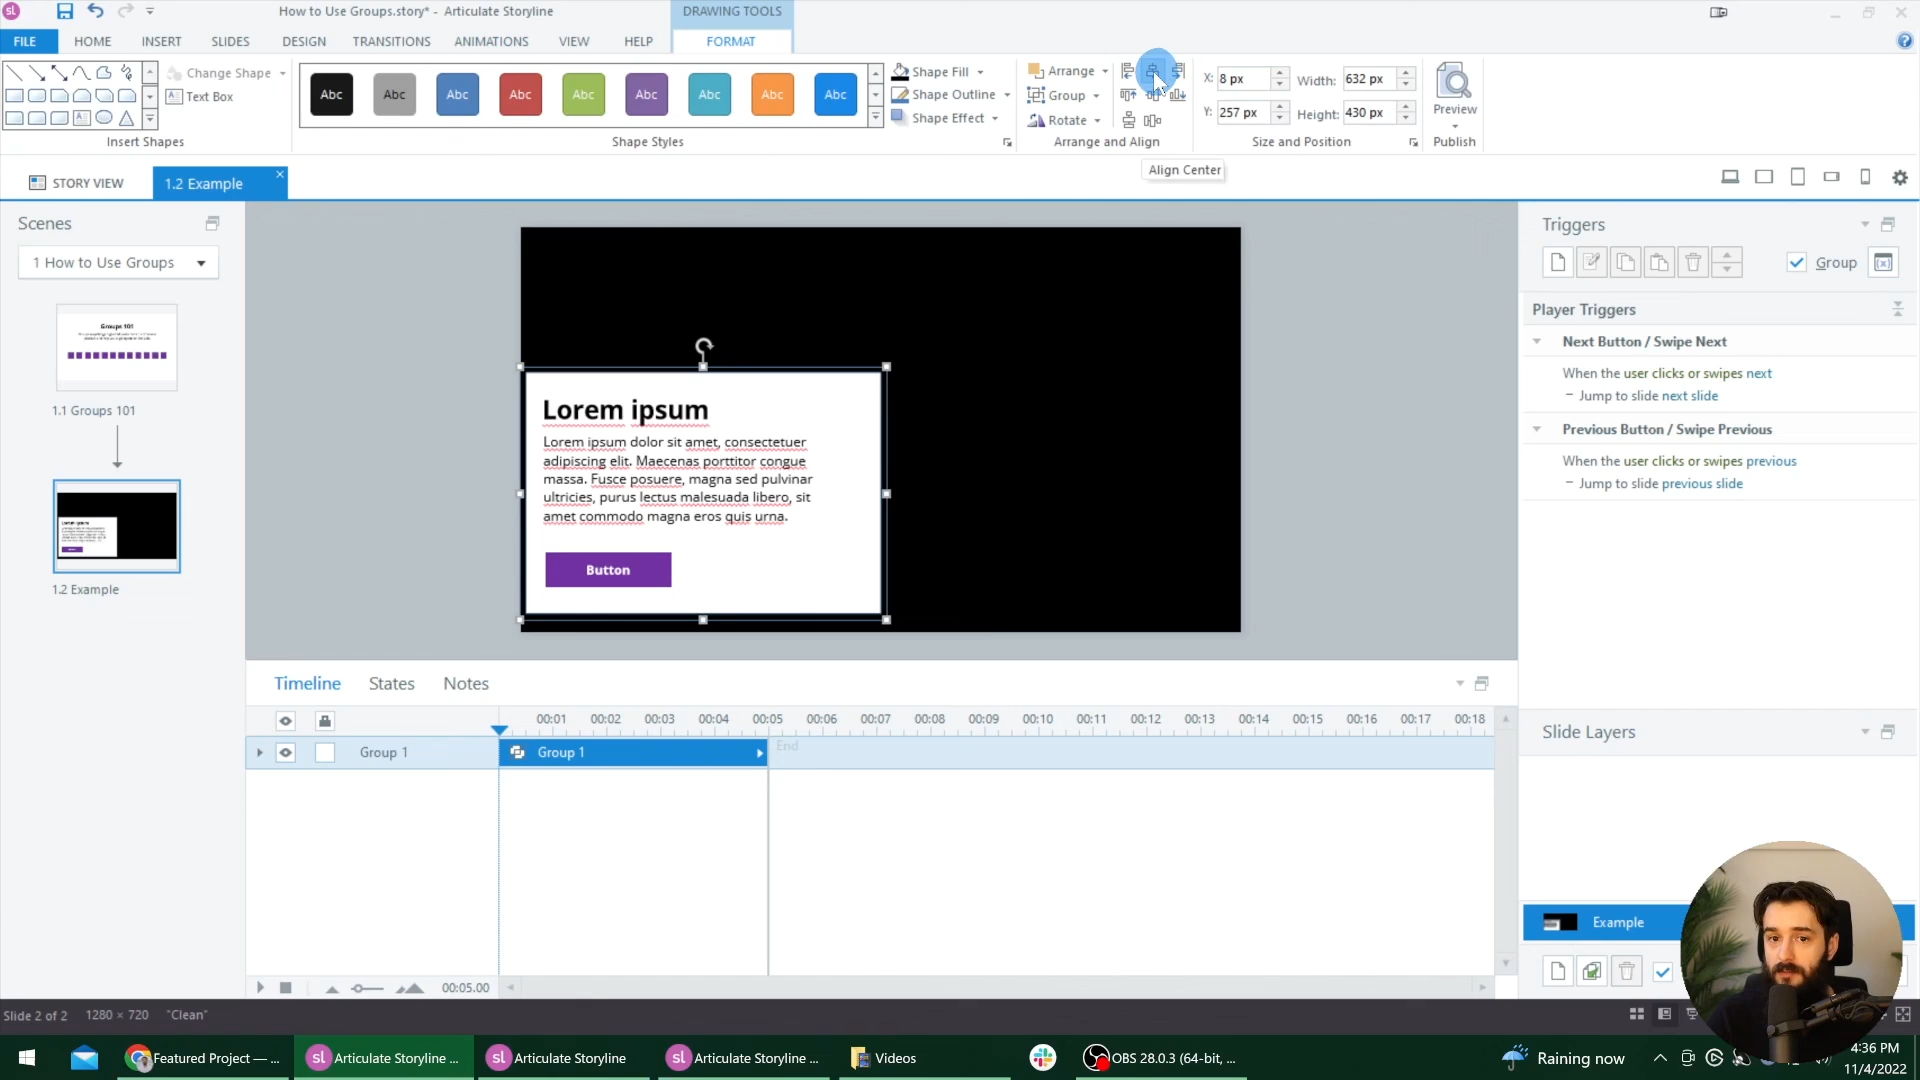 How to Use Groups.story* - Articulate Storyline
DRAWING TOOLS
FILE HOME INSERT SLIDES DESIGN TRANSITIONS ANIMATIONS VIEW HELP FORMAT
Change Shape
Text Box
Insert Shapes
Abc Abc Abc Abc Abc Abc Abc Abc Abc
Shape Styles
Shape Fill
Shape Outline
Shape Effect
Arrange
Group
Rotate
Arrange and Align
X: 8 px Width: 632 px
Y: 257 px Height: 430 px
Size and Position
Preview
Publish
Align Center
STORY VIEW
1.2 Example
Scenes
1 How to Use Groups
Groups 101
1.1 Groups 101
1.2 Example
Lorem ipsum
Lorem ipsum dolor sit amet, consectetuer
adipiscing elit. Maecenas porttitor congue
massa. Fusce posuere, magna sed pulvinar
ultricies, purus lectus malesuada libero, sit
amet commodo magna eros quis urna.
Button
Triggers
Group
Player Triggers
Next Button / Swipe Next
When the user clicks or swipes next
– Jump to slide next slide
Previous Button / Swipe Previous
When the user clicks or swipes previous
– Jump to slide previous slide
Timeline States Notes
00:01 00:02 00:03 00:04 00:05 00:06 00:07 00:08 00:09 00:10 00:11 00:12 00:13 00:14 00:15 00:16 00:17 00:18
Group 1
Group 1
End
00:05.00
Slide Layers
Example
Slide 2 of 2 1280 × 720 "Clean"
Featured Project — ...
Articulate Storyline ...
Articulate Storyline
Articulate Storyline ...
Videos
OBS 28.0.3 (64-bit, ...
Raining now
4:36 PM
11/4/2022